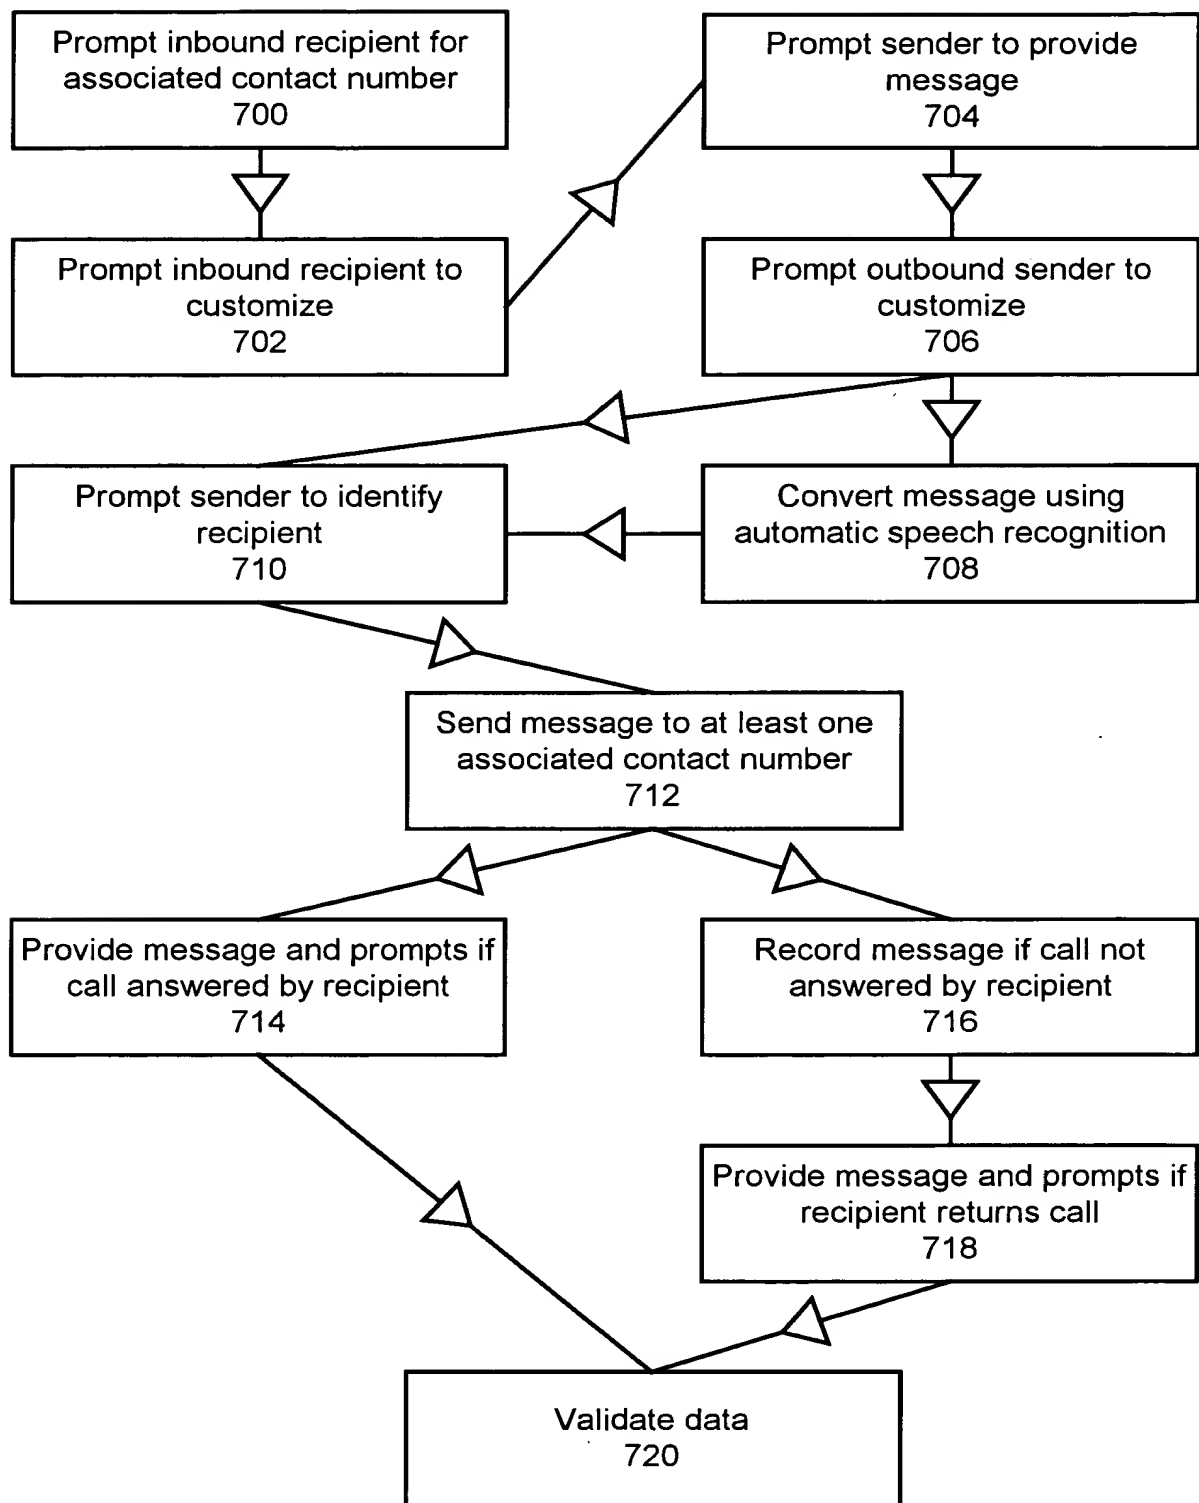 Prompt inbound recipient for
associated contact number
700
Prompt inbound recipient to
customize
702
Prompt sender to provide
message
704
Prompt outbound sender to
customize
706
Convert message using
automatic speech recognition
708
Prompt sender to identify
recipient
710
Send message to at least one
associated contact number
712
Provide message and prompts if
call answered by recipient
714
Record message if call not
answered by recipient
716
Provide message and prompts if
recipient returns call
718
Validate data
720